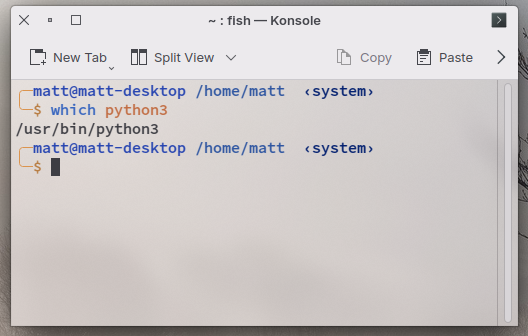 ~ : fish — Konsole
New Tab Split View Copy Paste
matt@matt-desktop /home/matt ‹system›
$ which python3
/usr/bin/python3
matt@matt-desktop /home/matt ‹system›
$